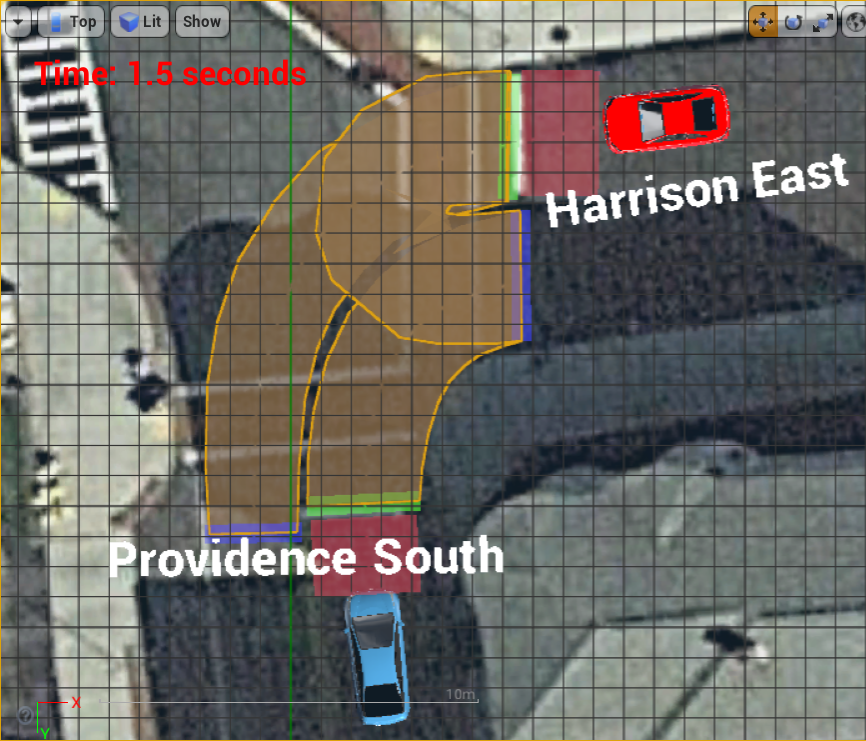 Top Lit Show
Time: 1.5 seconds
Harrison East
Providence South
10m
X
Y
?